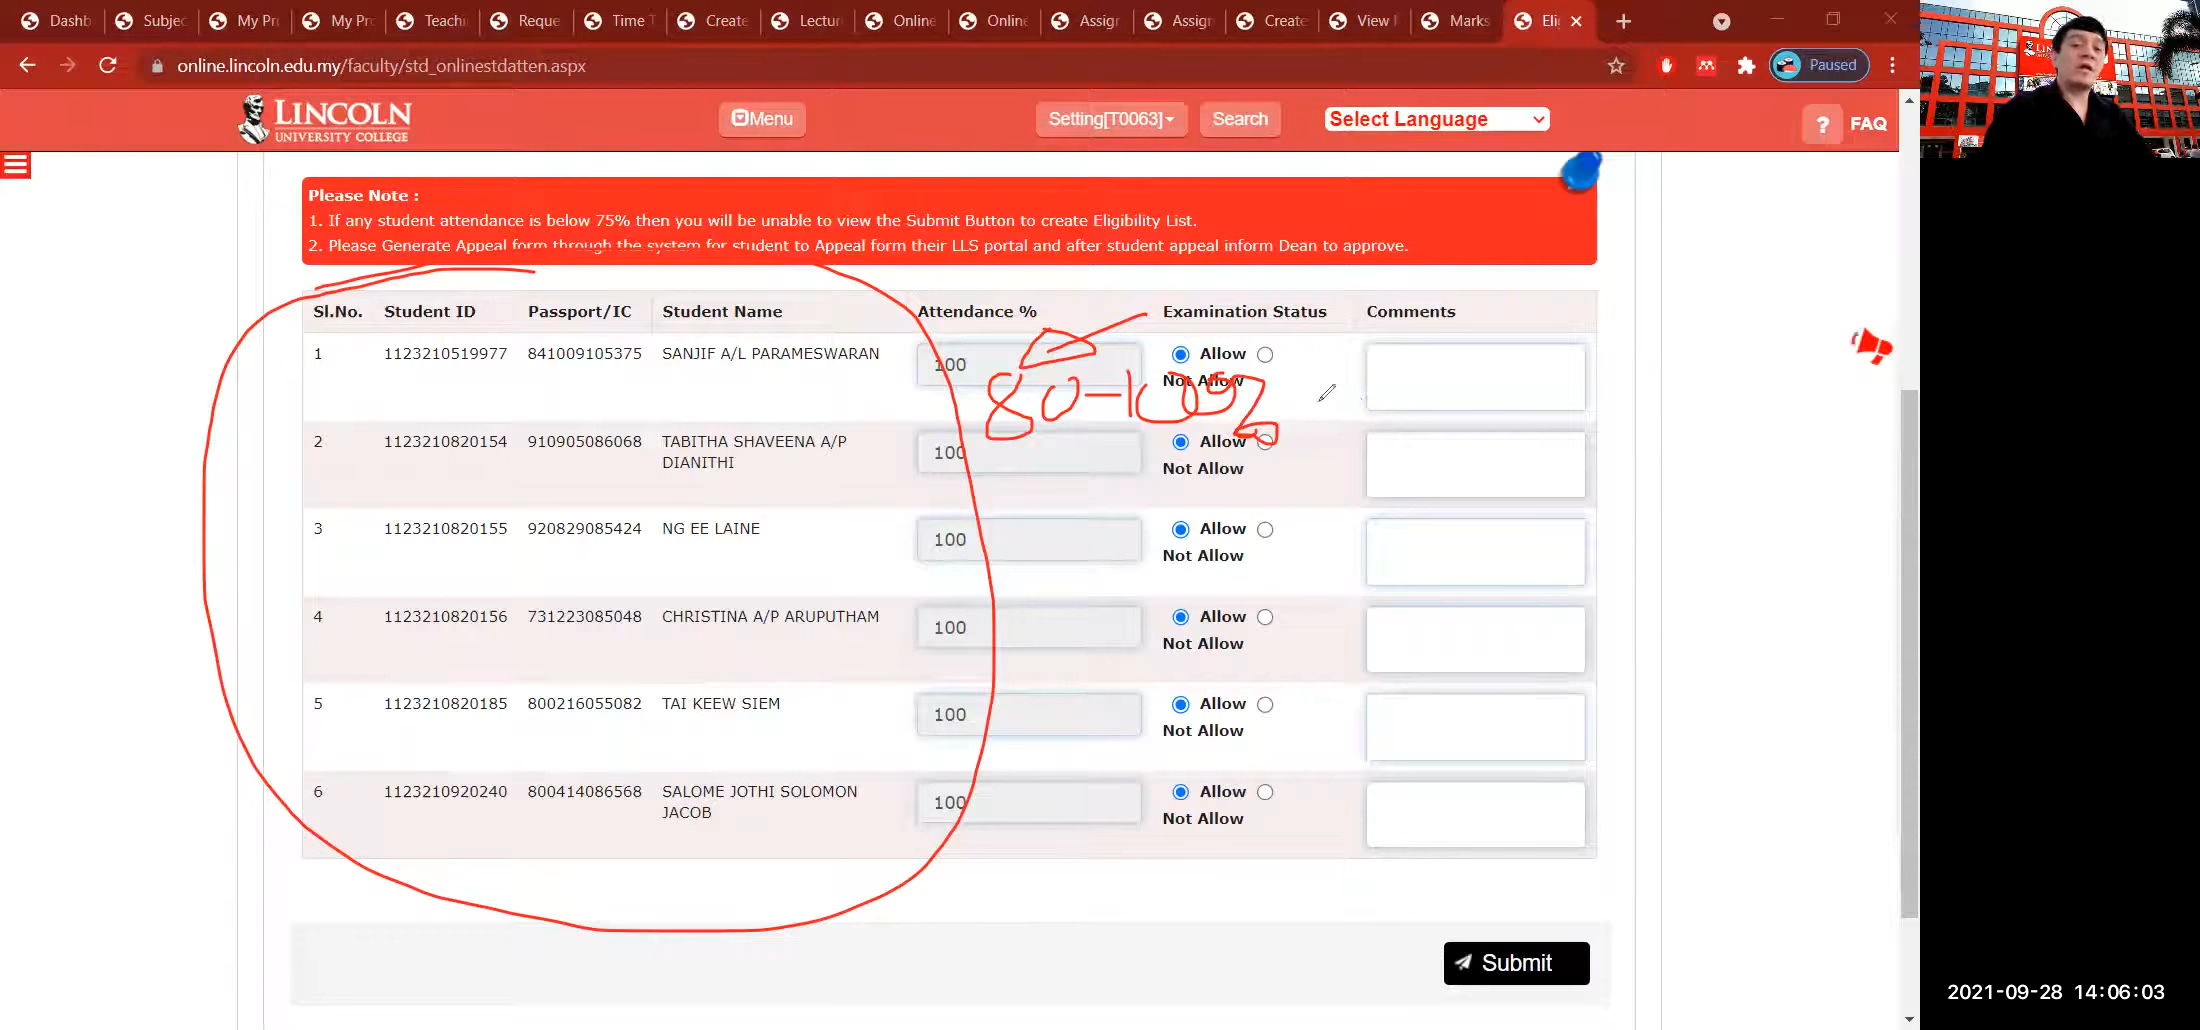 Dashb Subjec My Pr My Pr Teachi Reque Time T Create Lectur Online Online Assign Assign Create View Marks Eli
online.lincoln.edu.my/faculty/std_onlinestdatten.aspx Paused
LINCOLN
UNIVERSITY COLLEGE
Menu Setting[T0063] Search Select Language ? FAQ
Please Note :
1. If any student attendance is below 75% then you will be unable to view the Submit Button to create Eligibility List.
2. Please Generate Appeal form through the system for student to Appeal form their LLS portal and after student appeal inform Dean to approve.
Sl.No. Student ID Passport/IC Student Name Attendance % Examination Status Comments
1 1123210519977 841009105375 SANJIF A/L PARAMESWARAN 100 Allow
Not Allow
80-100%
2 1123210820154 910905086068 TABITHA SHAVEENA A/P DIANITHI 100 Allow
Not Allow
3 1123210820155 920829085424 NG EE LAINE 100 Allow
Not Allow
4 1123210820156 731223085048 CHRISTINA A/P ARUPUTHAM 100 Allow
Not Allow
5 1123210820185 800216055082 TAI KEEW SIEM 100 Allow
Not Allow
6 1123210920240 800414086568 SALOME JOTHI SOLOMON JACOB 100 Allow
Not Allow
Submit
2021-09-28 14:06:03